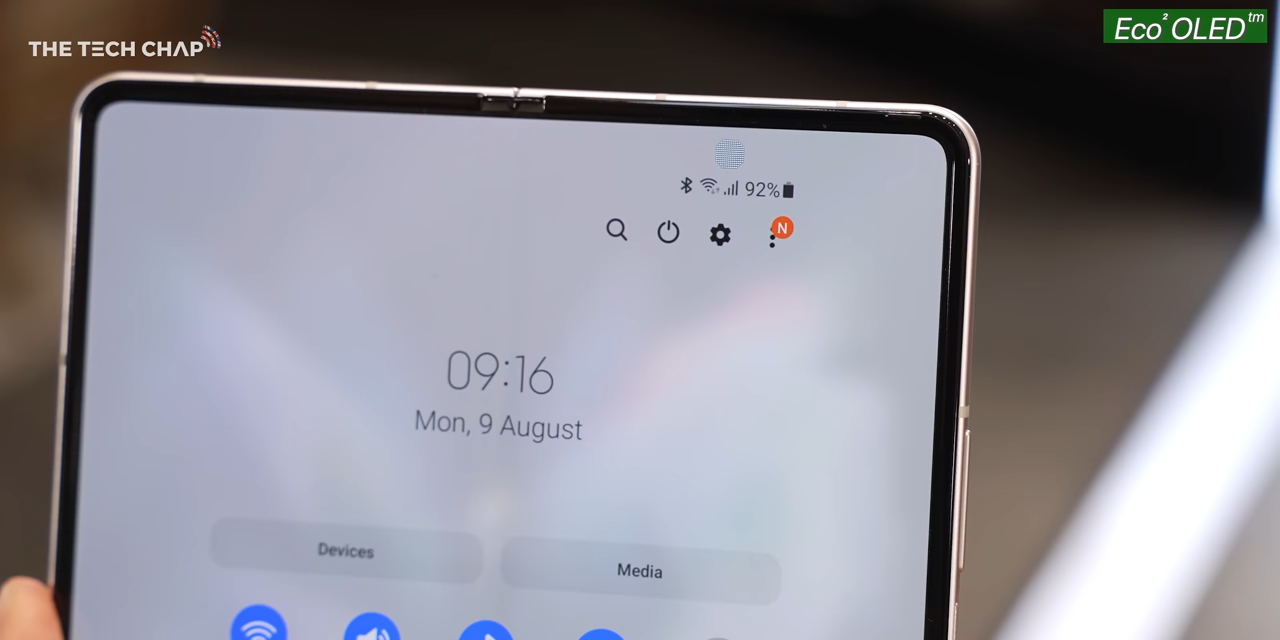 THE TECH CHAP
Eco² OLED™
92%
N
09:16
Mon, 9 August
Devices
Media